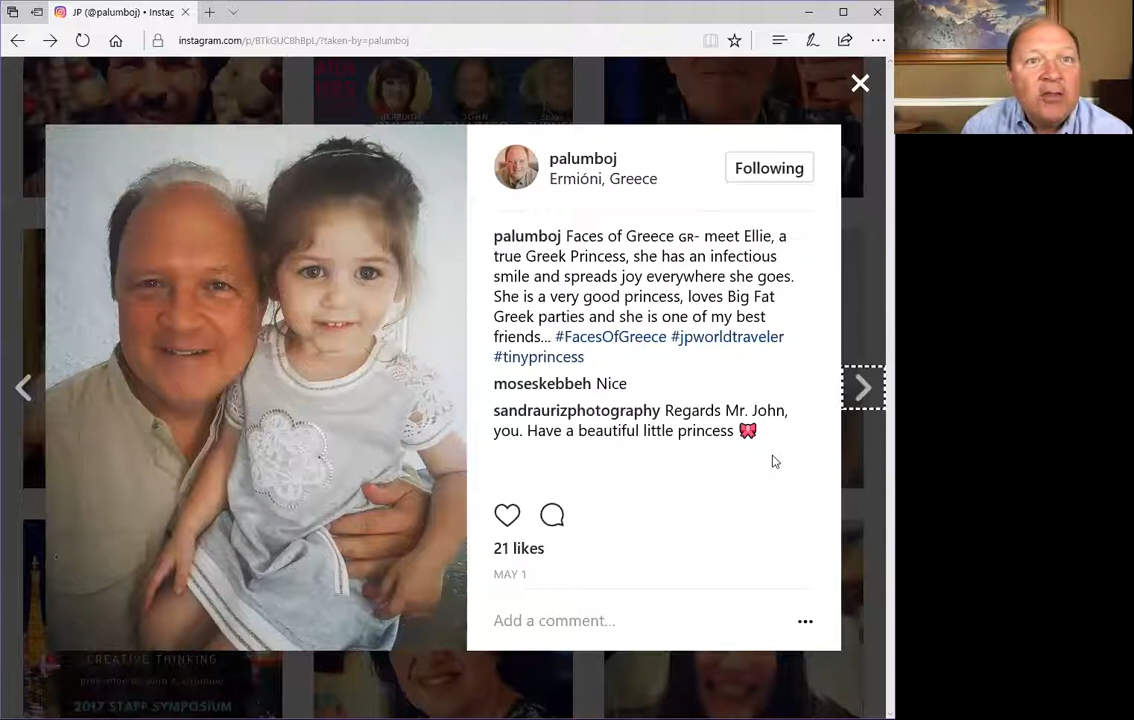 JP (@palumboj) • Instag
instagram.com/p/BTkGUC8hBpL/?taken-by=palumboj
JOHN
palumboj
Following
Ermióni, Greece
palumboj Faces of Greece GR- meet Ellie, a
true Greek Princess, she has an infectious
smile and spreads joy everywhere she goes.
She is a very good princess, loves Big Fat
Greek parties and she is one of my best
friends... #FacesOfGreece #jpworldtraveler
#tinyprincess
moseskebbeh Nice
sandraurizphotography Regards Mr. John,
you. Have a beautiful little princess 🎀
21 likes
MAY 1
Add a comment...
CREATIVE THINKING
2017 STAFF SYMPOSIUM